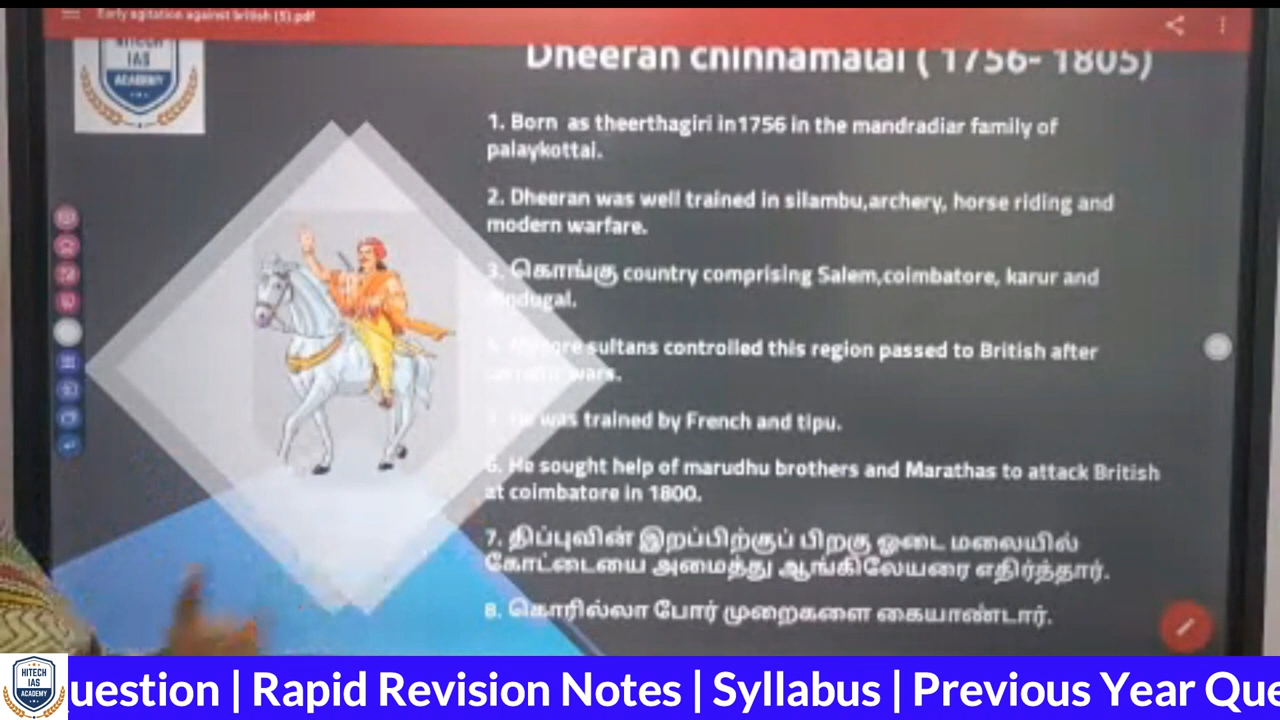 Early agitation against british (5).pdf
HITECH
IAS
ACADEMY
Dheeran chinnamalai ( 1756- 1805)
1. Born as theerthagiri in1756 in the mandradiar family of
palaykottai.
2. Dheeran was well trained in silambu,archery, horse riding and
modern warfare.
3. கொங்கு country comprising Salem,coimbatore, karur and
sultans controlled this region passed to British after
wars.
was trained by French and tipu.
6. He sought help of marudhu brothers and Marathas to attack British
at coimbatore in 1800.
7. திப்புவின் இறப்பிற்குப் பிறகு ஓடை மலையில்
கோட்டையை அமைத்து ஆங்கிலேயரை எதிர்த்தார்.
8. கொரில்லா போர் முறைகளை கையாண்டார்.
HITECH
IAS
ACADEMY
uestion | Rapid Revision Notes | Syllabus | Previous Year Que